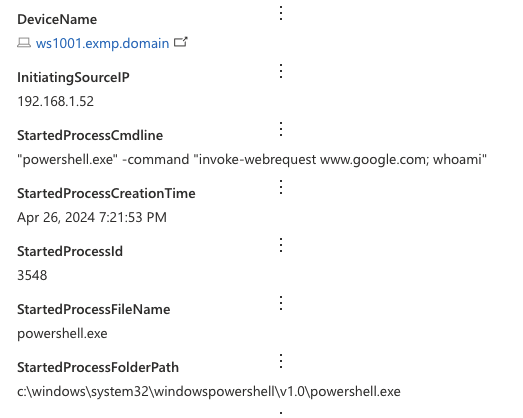 DeviceName
ws1001.exmp.domain
InitiatingSourceIP
192.168.1.52
StartedProcessCmdline
"powershell.exe" -command "invoke-webrequest www.google.com; whoami"
StartedProcessCreationTime
Apr 26, 2024 7:21:53 PM
StartedProcessId
3548
StartedProcessFileName
powershell.exe
StartedProcessFolderPath
c:\windows\system32\windowspowershell\v1.0\powershell.exe